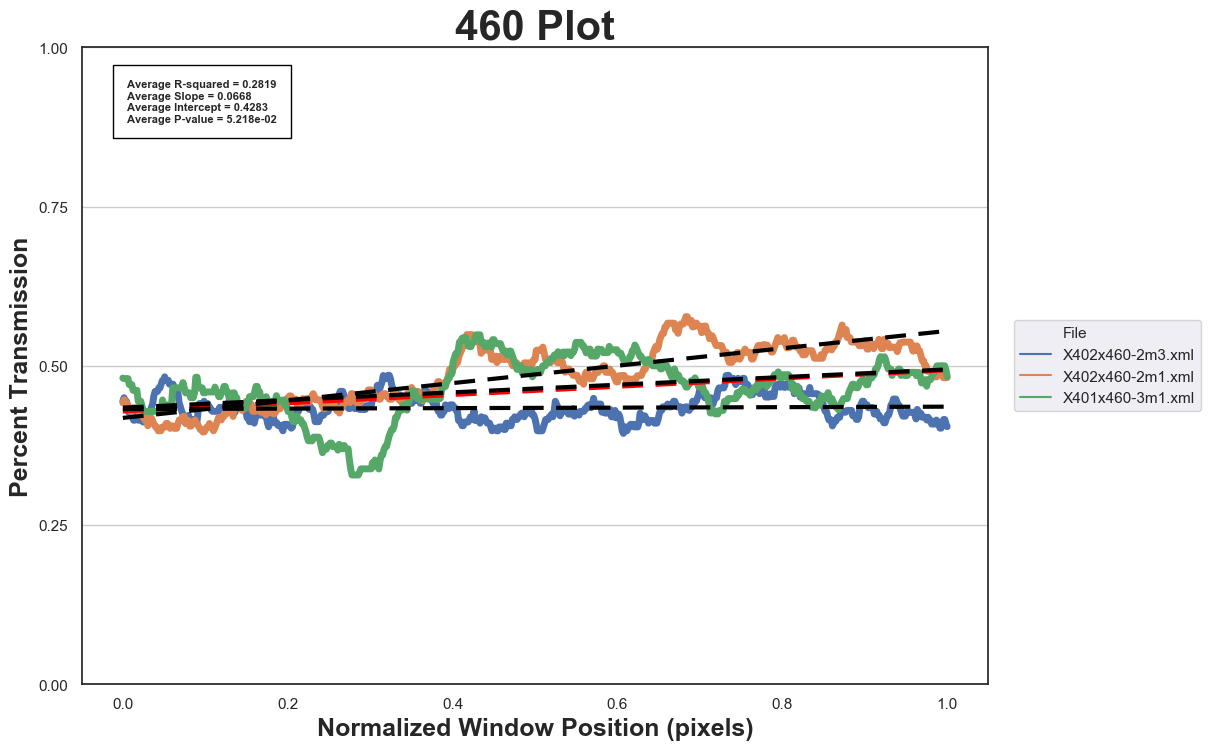 460 Plot
1.00
Average R-squared = 0.2819
Average Slope = 0.0668
Average Intercept = 0.4283
Average P-value = 5.218e-02
0.75
0.50
0.25
0.00
Percent Transmission
0.0 0.2 0.4 0.6 0.8 1.0
Normalized Window Position (pixels)
File
X402x460-2m3.xml
X402x460-2m1.xml
X401x460-3m1.xml